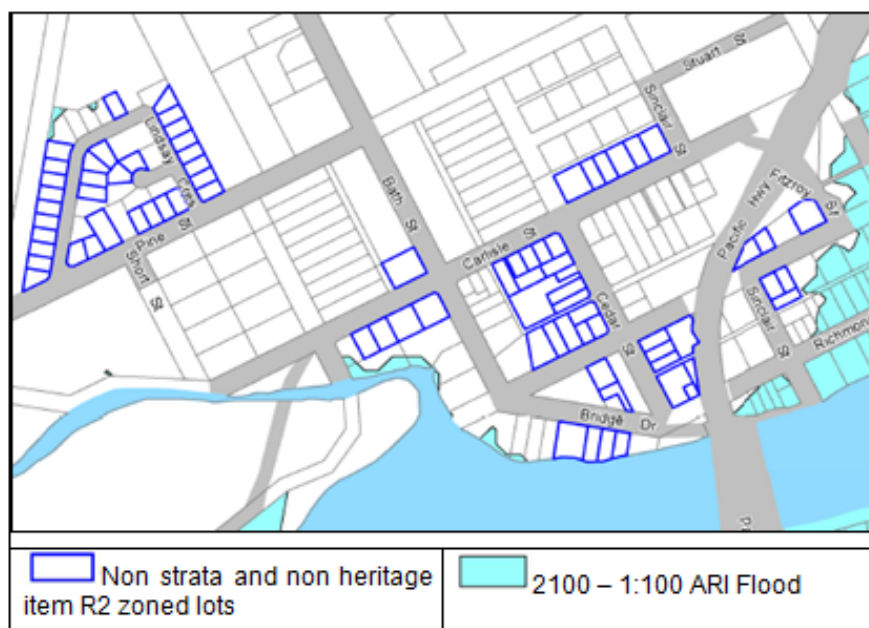 Stuart St
Sinclair St
Lindsay Cres
Pine St
Short St
Bath St
Carlisle St
Cedar St
Pacific Hwy
Fitzroy St
Sinclair St
Richmon
Bridge Dr
Non strata and non heritage
item R2 zoned lots
2100 – 1:100 ARI Flood